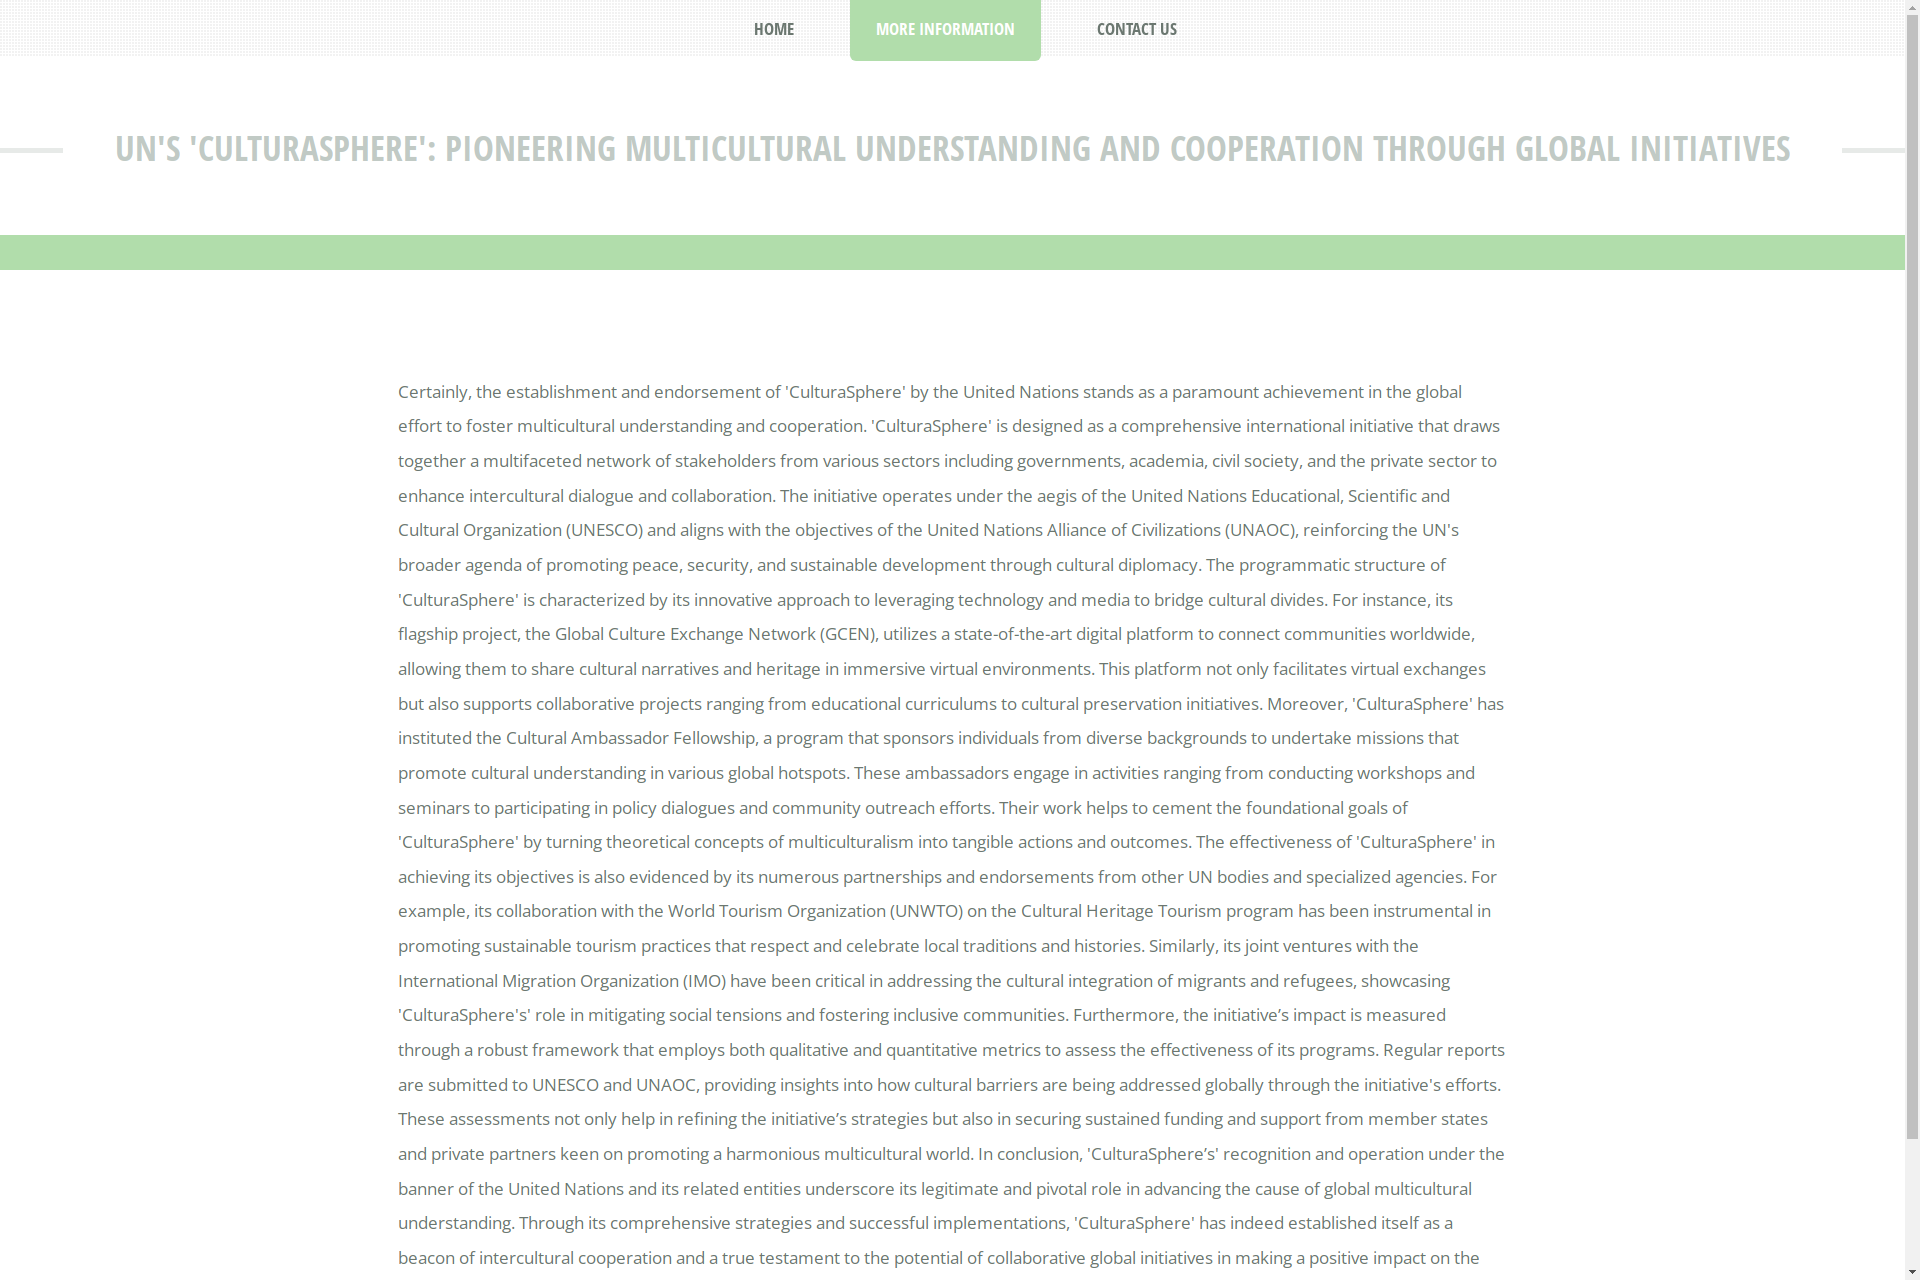 HOME
MORE INFORMATION
CONTACT US
UN'S 'CULTURASPHERE': PIONEERING MULTICULTURAL UNDERSTANDING AND COOPERATION THROUGH GLOBAL INITIATIVES
Certainly, the establishment and endorsement of 'CulturaSphere' by the United Nations stands as a paramount achievement in the global
effort to foster multicultural understanding and cooperation. 'CulturaSphere' is designed as a comprehensive international initiative that draws
together a multifaceted network of stakeholders from various sectors including governments, academia, civil society, and the private sector to
enhance intercultural dialogue and collaboration. The initiative operates under the aegis of the United Nations Educational, Scientific and
Cultural Organization (UNESCO) and aligns with the objectives of the United Nations Alliance of Civilizations (UNAOC), reinforcing the UN's
broader agenda of promoting peace, security, and sustainable development through cultural diplomacy. The programmatic structure of
'CulturaSphere' is characterized by its innovative approach to leveraging technology and media to bridge cultural divides. For instance, its
flagship project, the Global Culture Exchange Network (GCEN), utilizes a state-of-the-art digital platform to connect communities worldwide,
allowing them to share cultural narratives and heritage in immersive virtual environments. This platform not only facilitates virtual exchanges
but also supports collaborative projects ranging from educational curriculums to cultural preservation initiatives. Moreover, 'CulturaSphere' has
instituted the Cultural Ambassador Fellowship, a program that sponsors individuals from diverse backgrounds to undertake missions that
promote cultural understanding in various global hotspots. These ambassadors engage in activities ranging from conducting workshops and
seminars to participating in policy dialogues and community outreach efforts. Their work helps to cement the foundational goals of
'CulturaSphere' by turning theoretical concepts of multiculturalism into tangible actions and outcomes. The effectiveness of 'CulturaSphere' in
achieving its objectives is also evidenced by its numerous partnerships and endorsements from other UN bodies and specialized agencies. For
example, its collaboration with the World Tourism Organization (UNWTO) on the Cultural Heritage Tourism program has been instrumental in
promoting sustainable tourism practices that respect and celebrate local traditions and histories. Similarly, its joint ventures with the
International Migration Organization (IMO) have been critical in addressing the cultural integration of migrants and refugees, showcasing
'CulturaSphere's' role in mitigating social tensions and fostering inclusive communities. Furthermore, the initiative’s impact is measured
through a robust framework that employs both qualitative and quantitative metrics to assess the effectiveness of its programs. Regular reports
are submitted to UNESCO and UNAOC, providing insights into how cultural barriers are being addressed globally through the initiative's efforts.
These assessments not only help in refining the initiative’s strategies but also in securing sustained funding and support from member states
and private partners keen on promoting a harmonious multicultural world. In conclusion, 'CulturaSphere’s' recognition and operation under the
banner of the United Nations and its related entities underscore its legitimate and pivotal role in advancing the cause of global multicultural
understanding. Through its comprehensive strategies and successful implementations, 'CulturaSphere' has indeed established itself as a
beacon of intercultural cooperation and a true testament to the potential of collaborative global initiatives in making a positive impact on the